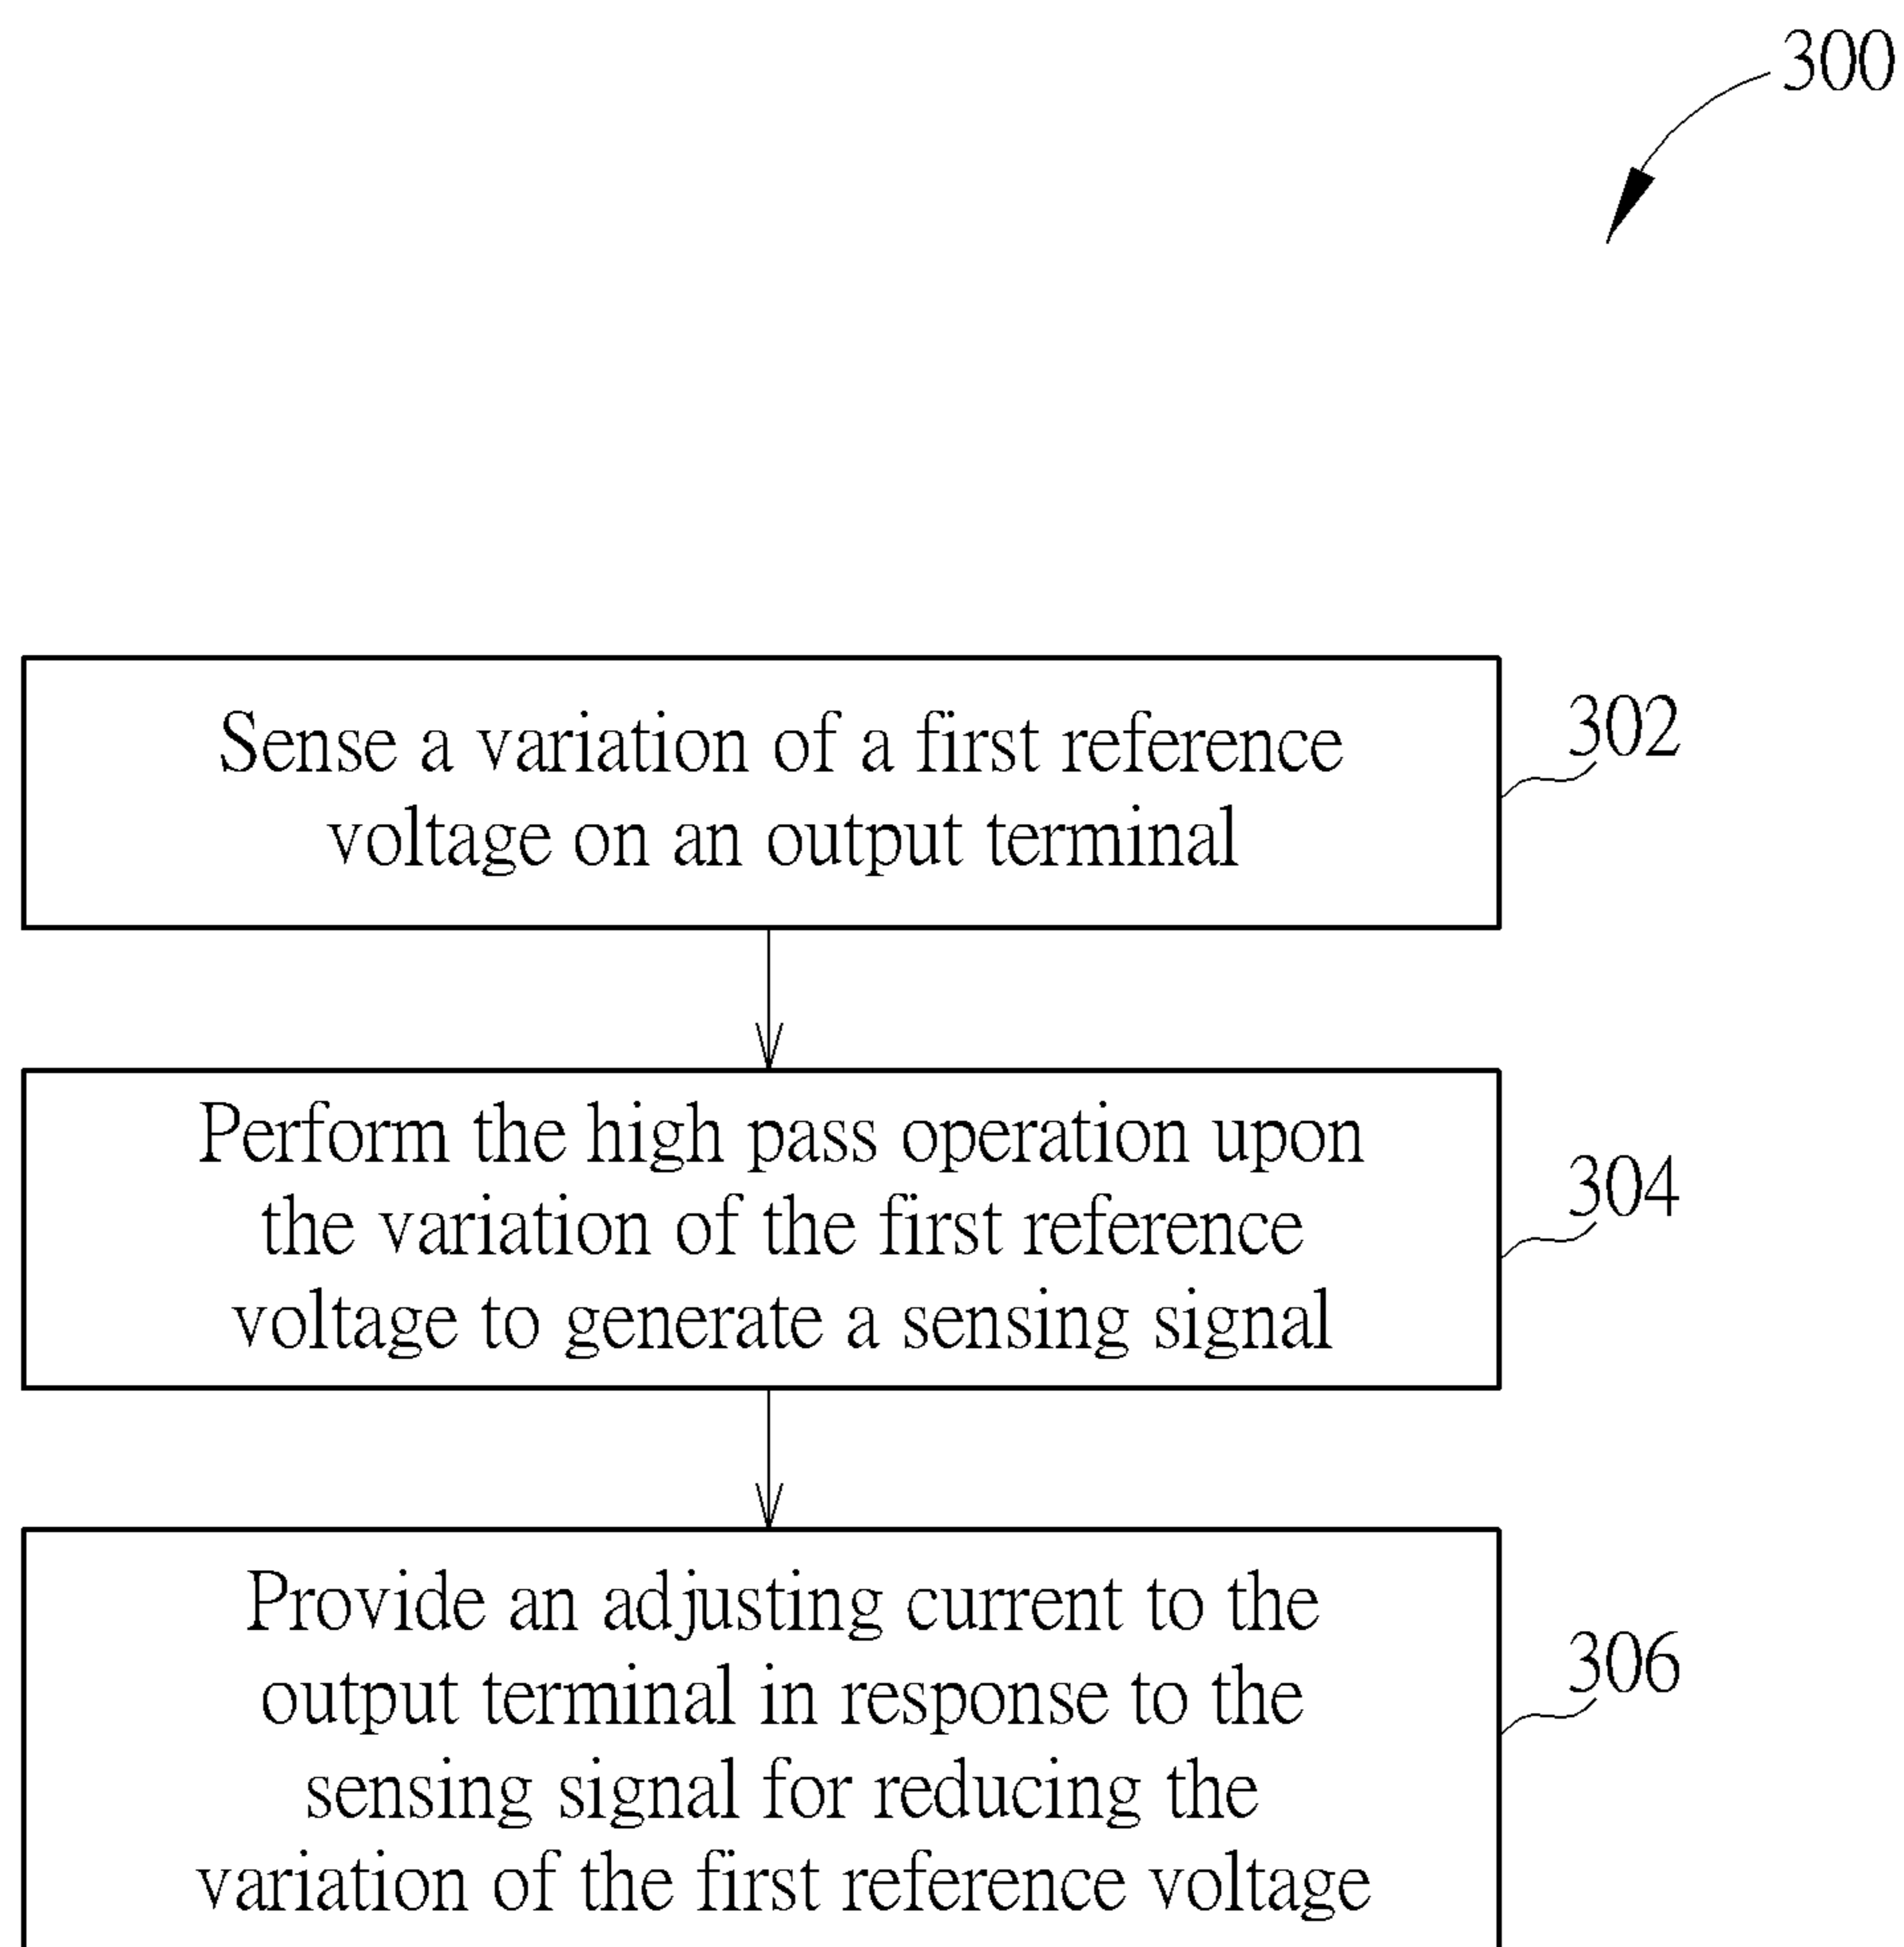 300
Sense a variation of a first reference
voltage on an output terminal
302
Perform the high pass operation upon
the variation of the first reference
voltage to generate a sensing signal
304
Provide an adjusting current to the
output terminal in response to the
sensing signal for reducing the
variation of the first reference voltage
306